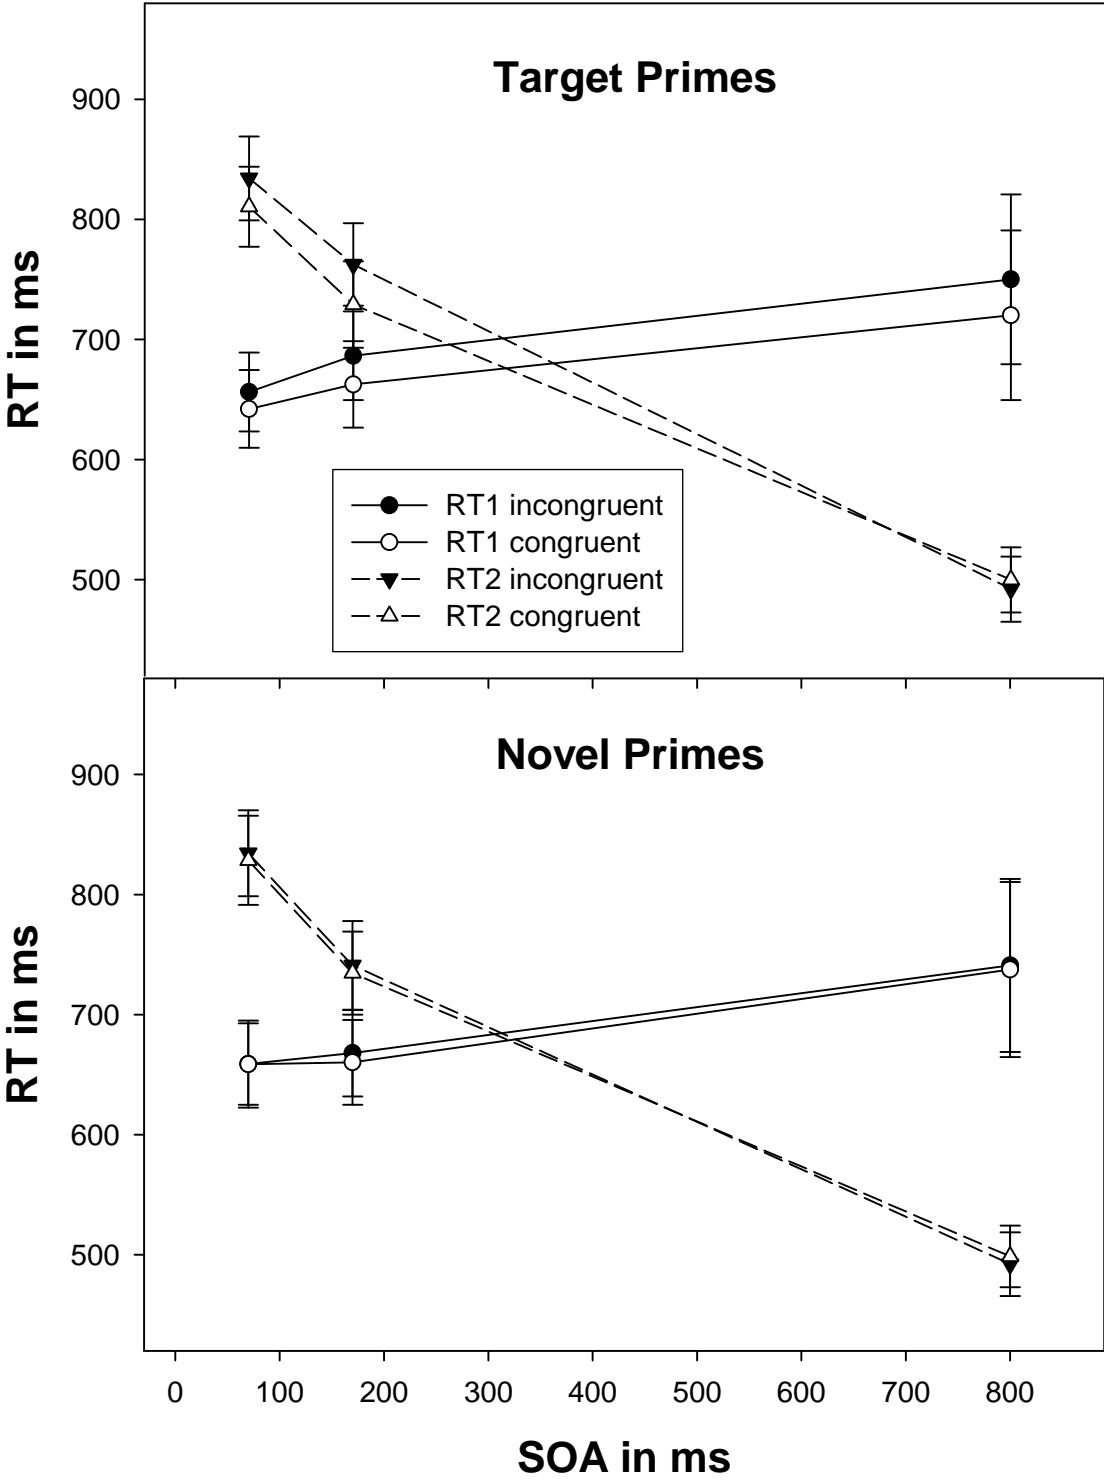 Target Primes
900
800
700
600
500
RT in ms
RT1 incongruent
RT1 congruent
RT2 incongruent
RT2 congruent
Novel Primes
900
800
700
600
500
RT in ms
0 100 200 300 400 500 600 700 800
SOA in ms